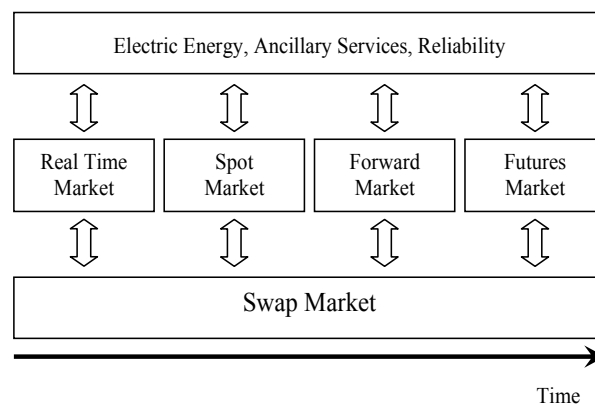 Electric Energy, Ancillary Services, Reliability
Real Time
Market
Spot
Market
Forward
Market
Futures
Market
Swap Market
Time